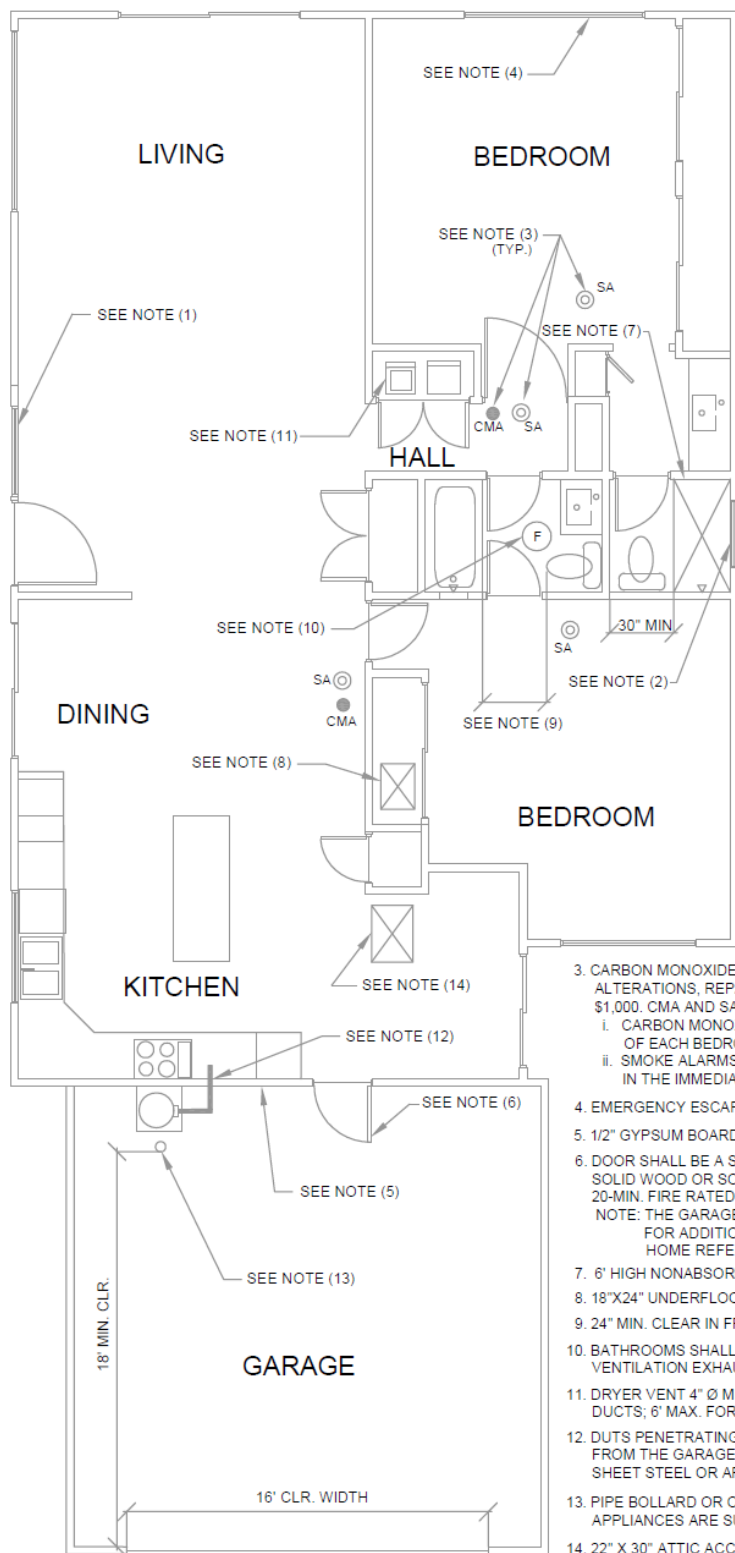 SEE NOTE (4)
LIVING
BEDROOM
SEE NOTE (3)
(TYP.)
SA
SEE NOTE (1)
SEE NOTE (7)
CMA
SA
SEE NOTE (11)
HALL
F
SEE NOTE (10)
30" MIN
SA
SA
SEE NOTE (2)
CMA
DINING
SEE NOTE (9)
SEE NOTE (8)
BEDROOM
KITCHEN
SEE NOTE (14)
SEE NOTE (12)
SEE NOTE (6)
SEE NOTE (5)
SEE NOTE (13)
18' MIN. CLR.
GARAGE
16' CLR. WIDTH
3. CARBON MONOXIDE
ALTERATIONS, REP
$1,000. CMA AND SA
i. CARBON MONO
OF EACH BEDR
ii. SMOKE ALARMS
IN THE IMMEDIA
4. EMERGENCY ESCAP
5. 1/2" GYPSUM BOARD
6. DOOR SHALL BE A S
SOLID WOOD OR SO
20-MIN. FIRE RATED
NOTE: THE GARAGE
FOR ADDITIO
HOME REFE
7. 6' HIGH NONABSOR
8. 18"X24" UNDERFLOO
9. 24" MIN. CLEAR IN F
10. BATHROOMS SHALL
VENTILATION EXHAU
11. DRYER VENT 4" Ø M
DUCTS; 6' MAX. FOR
12. DUTS PENETRATING
FROM THE GARAGE
SHEET STEEL OR AP
13. PIPE BOLLARD OR
APPLIANCES ARE SU
14. 22" X 30" ATTIC ACC